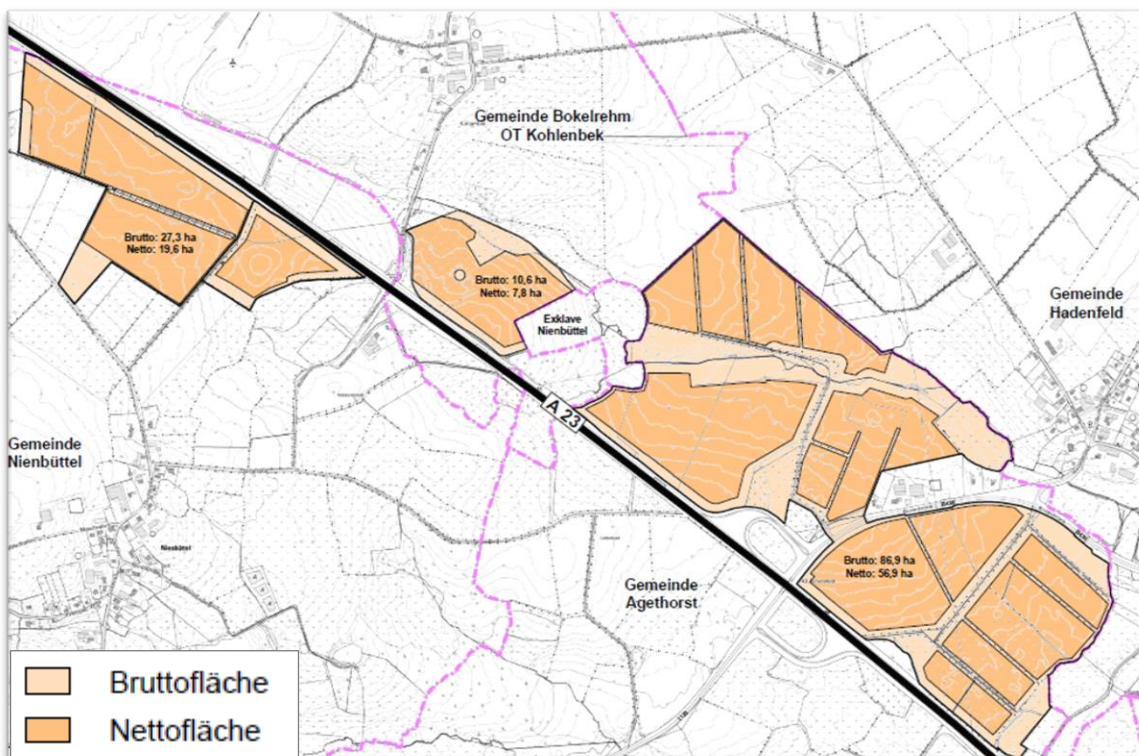 Gemeinde Bokelrehm
OT Kohlenbek
Brutto: 27,3 ha
Netto: 19,6 ha
Brutto: 10,6 ha
Netto: 7,8 ha
Exklave
Nienbüttel
Gemeinde
Hadenfeld
A 23
Gemeinde
Nienbüttel
Nienbüttel
Brutto: 86,9 ha
Netto: 56,9 ha
Gemeinde
Agethorst
Bruttofläche
Nettofläche